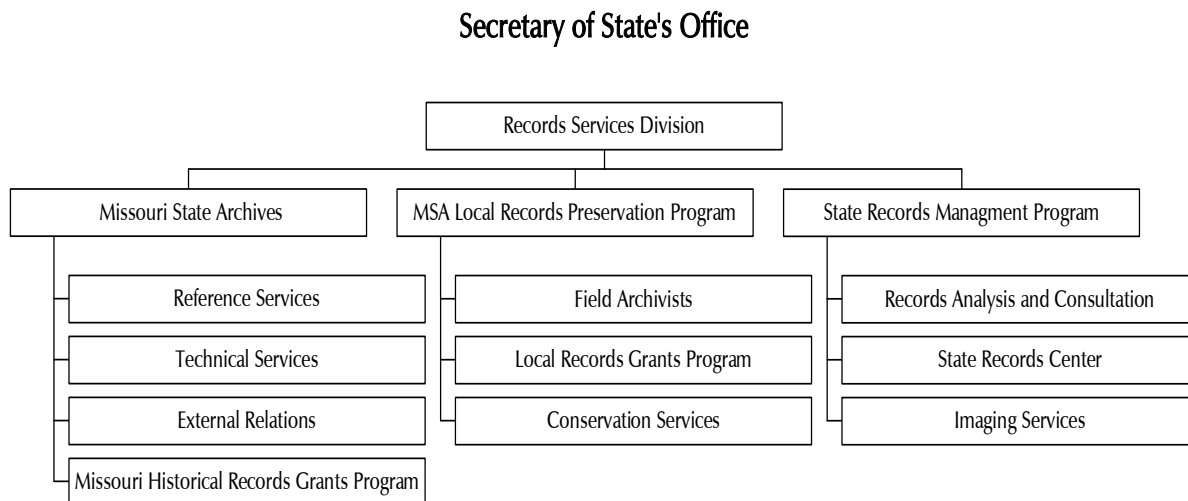 Secretary of State's Office
Records Services Division
Missouri State Archives
MSA Local Records Preservation Program
State Records Managment Program
Reference Services
Field Archivists
Records Analysis and Consultation
Technical Services
Local Records Grants Program
State Records Center
External Relations
Conservation Services
Imaging Services
Missouri Historical Records Grants Program